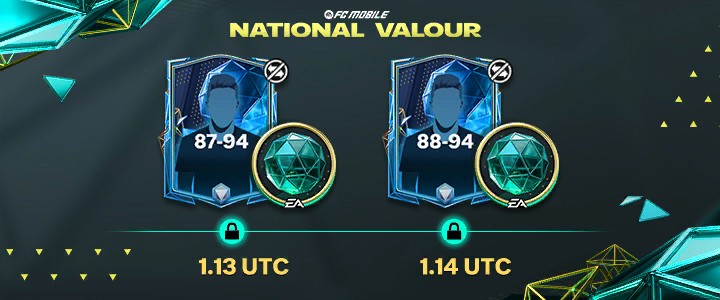 FC MOBILE
NATIONAL VALOUR
87-94
88-94
EA
EA
1.13 UTC
1.14 UTC